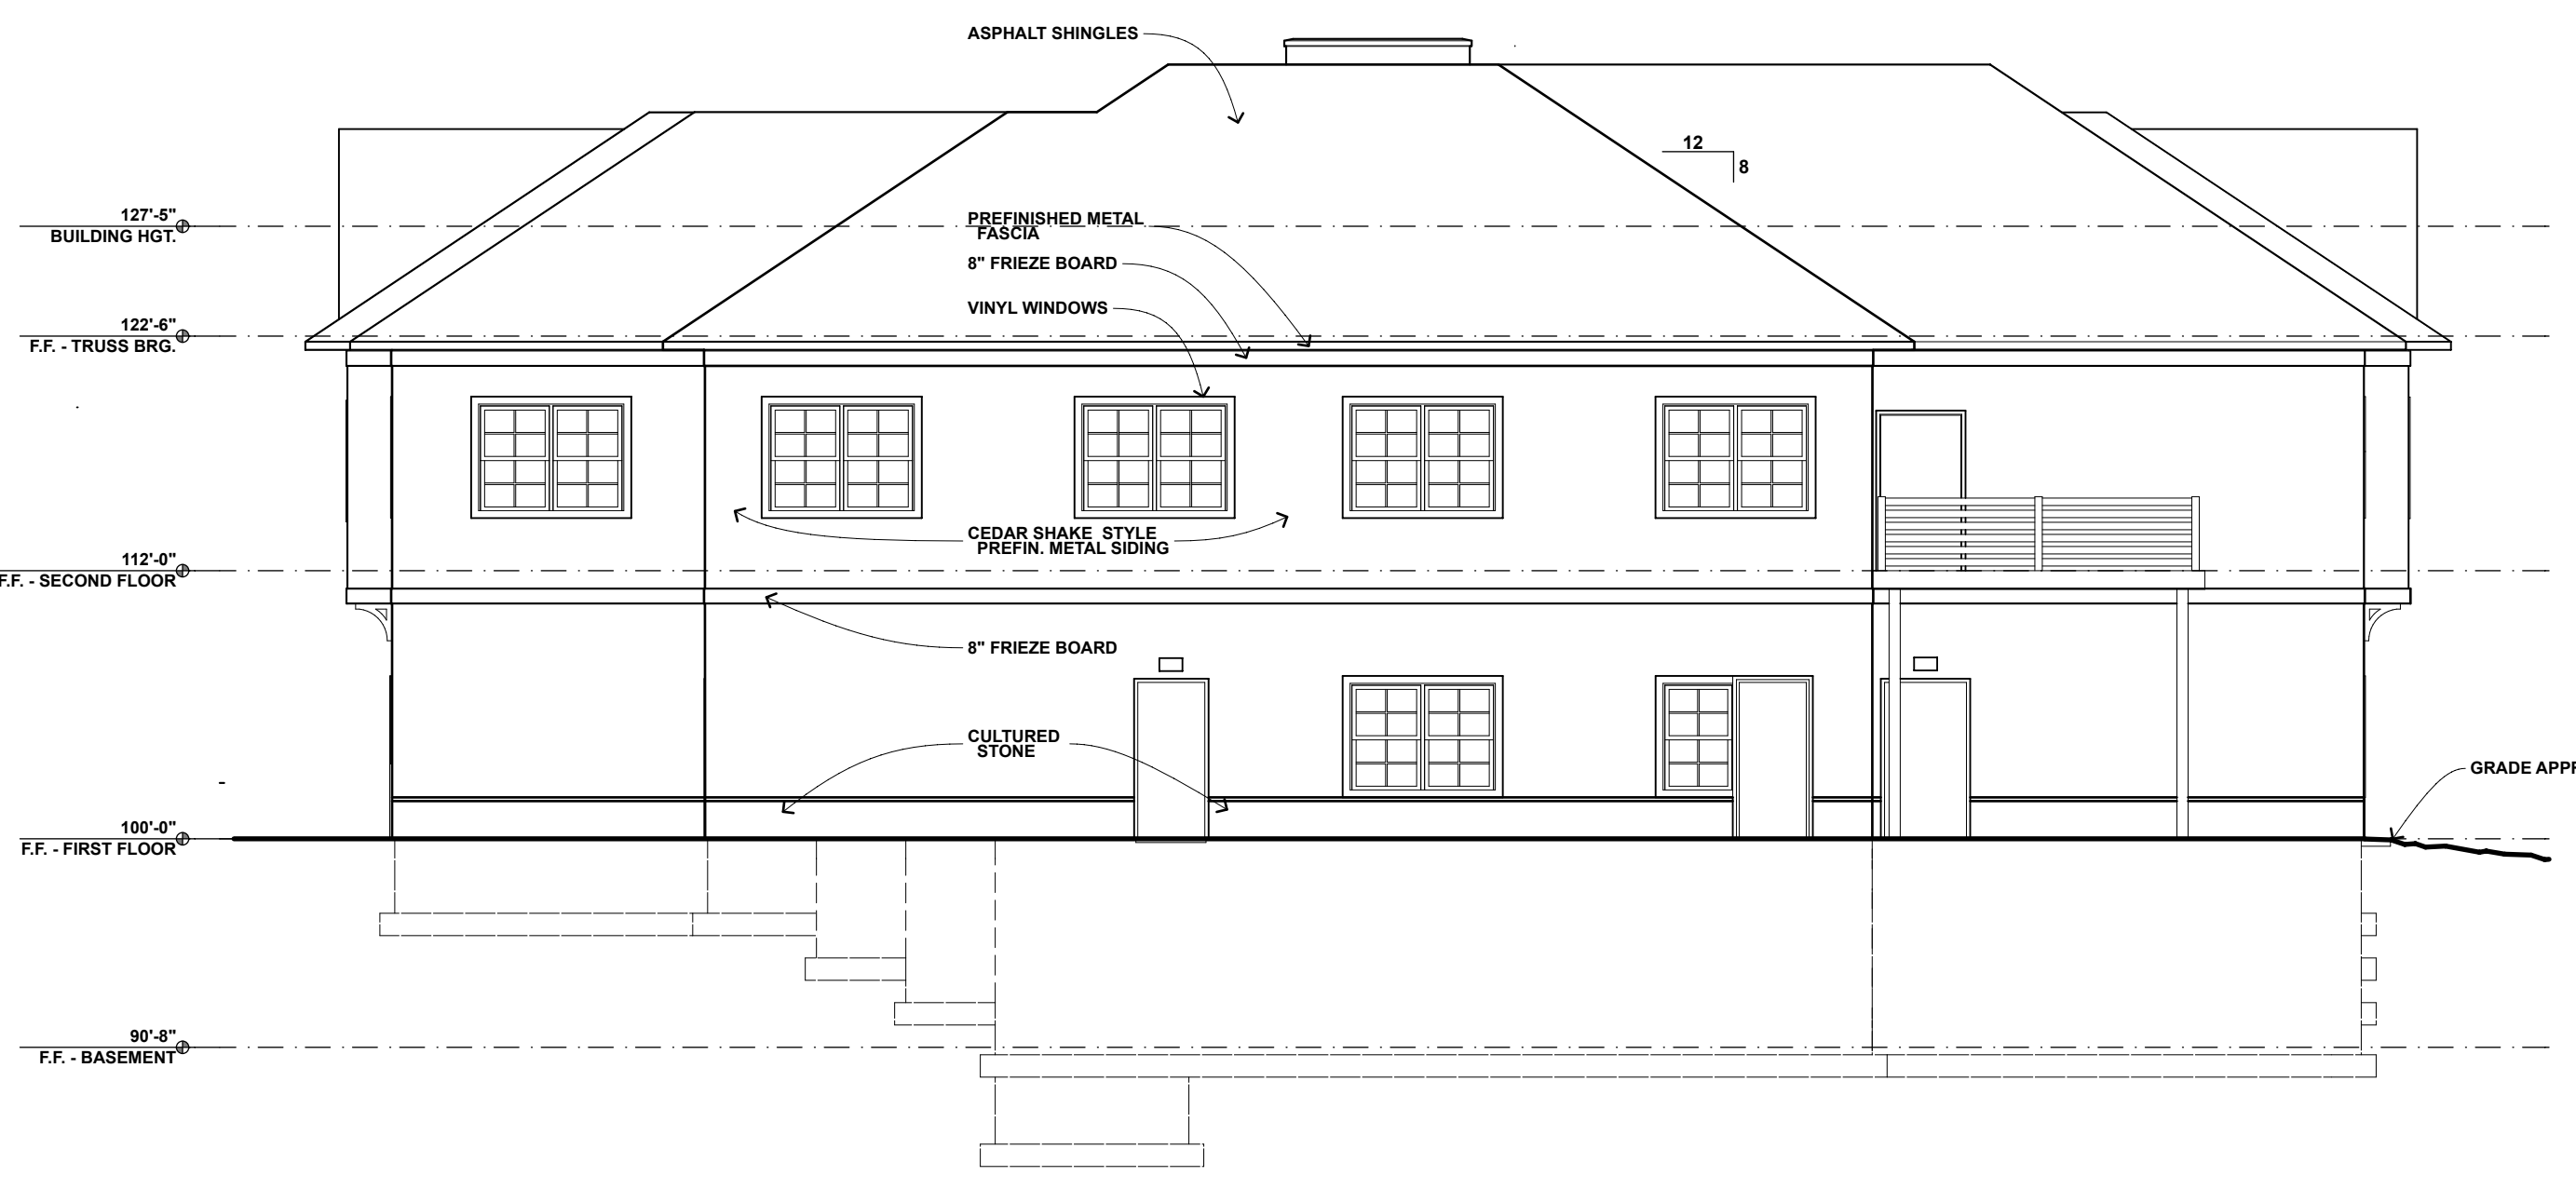 ASPHALT SHINGLES
12
8
127'-5"
BUILDING HGT.
PREFINISHED METAL
FASCIA
8" FRIEZE BOARD
VINYL WINDOWS
122'-6"
F.F. - TRUSS BRG.
CEDAR SHAKE STYLE
PREFIN. METAL SIDING
112'-0"
F.F. - SECOND FLOOR
8" FRIEZE BOARD
CULTURED
STONE
GRADE APPR
100'-0"
F.F. - FIRST FLOOR
90'-8"
F.F. - BASEMENT